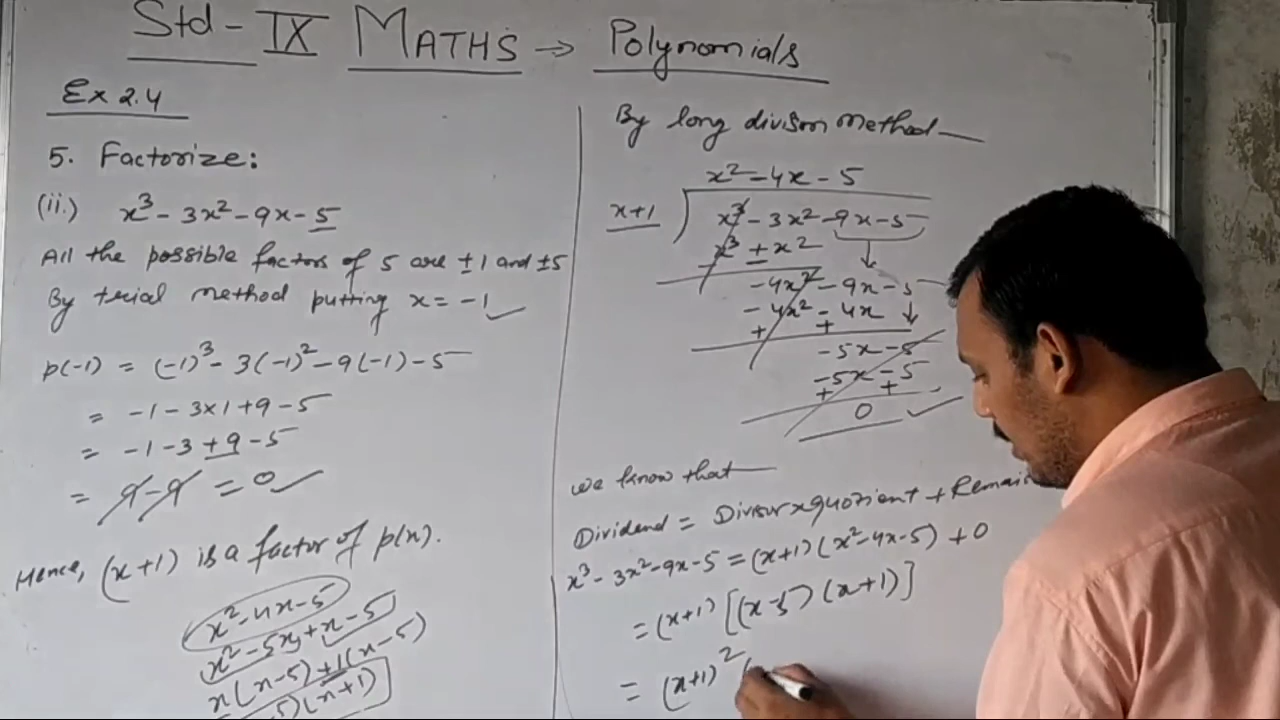 Std - IX MATHS → Polynomials
Ex 2.4
5. Factorize:
(ii.) x³ - 3x² - 9x - 5
All the possible factors of 5 are ±1 and ±5
By terial method putting x = -1 ✓
p(-1) = (-1)³ - 3(-1)² - 9(-1) - 5
= -1 - 3×1 + 9 - 5
= -1 - 3 + 9 - 5
= 9 - 9 = 0 ✓
Hence, (x+1) is a factor of p(x).
x² - 4x - 5
x² - 5x + x - 5
x(x-5) + 1(x-5)
5)(x+1)
By long division method
x² - 4x - 5
x+1 ) x³ - 3x² - 9x - 5
x³ + x²
- -
-4x² - 9x - 5
-4x² - 4x
+ +
-5x - 5
-5x - 5
+ +
0 ✓
we know that
Dividend = Divisor × quotient + Remain
x³ - 3x² - 9x - 5 = (x+1)(x² - 4x - 5) + 0
= (x+1) [(x-5)(x+1)]
= (x+1)² (